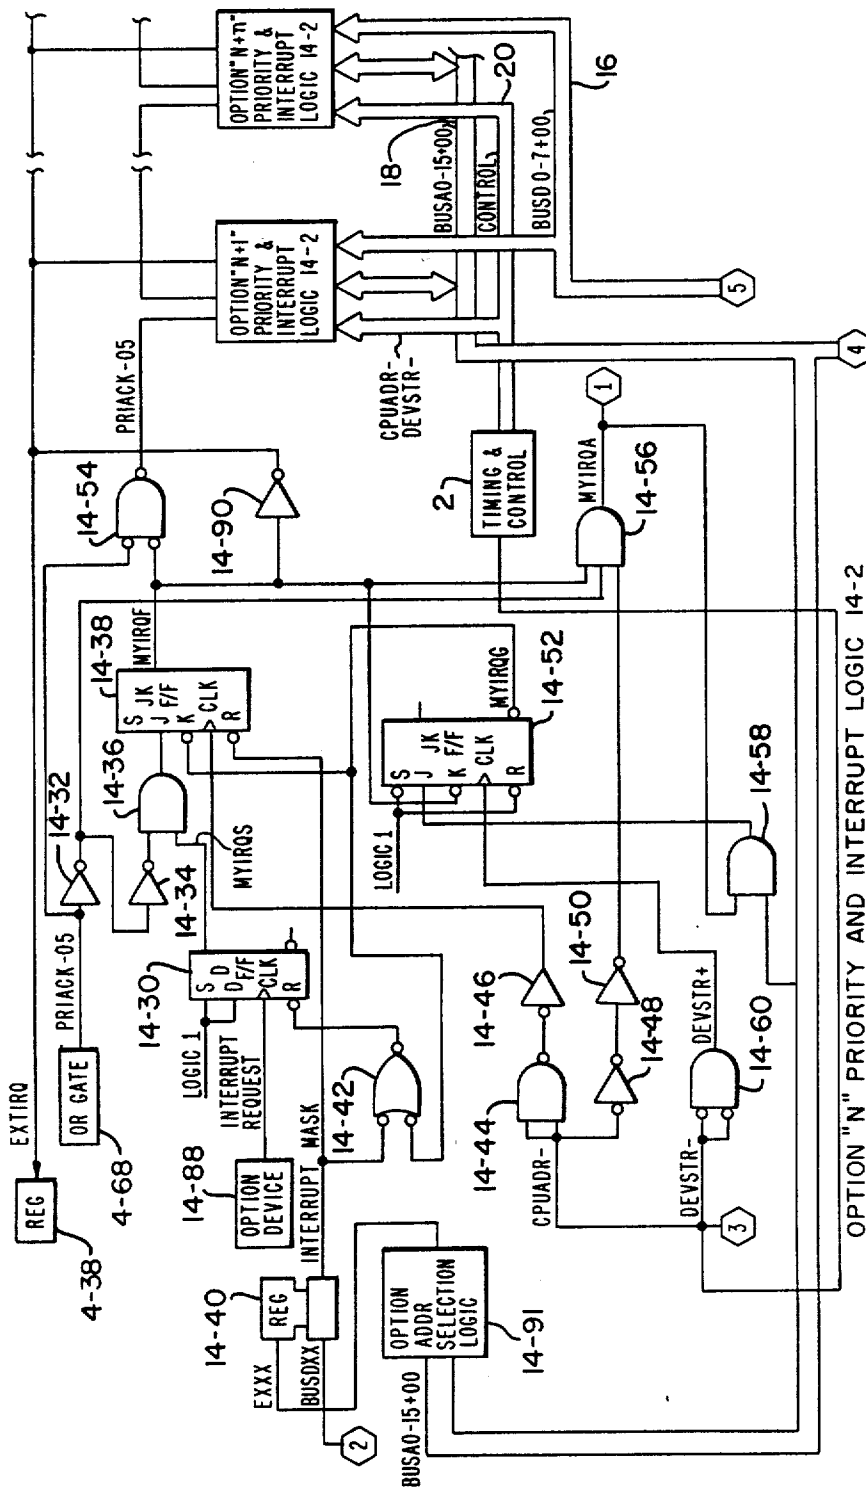 EXTIRQ
REG
4-38
OR GATE
4-68
PRIACK-05
14-32
14-34
14-36
MYIRQS
14-38
S
J JK
F/F
K
CLK
R
MYIRQF
14-54
PRIACK-05
14-90
OPTION "N+1"
PRIORITY &
INTERRUPT
LOGIC 14-2
OPTION "N+n"
PRIORITY &
INTERRUPT
LOGIC 14-2
14-30
S
D D
F/F
CLK
R
LOGIC 1
INTERRUPT
REQUEST
14-88
OPTION
DEVICE
INTERRUPT MASK
14-42
14-40
REG
EXXX
BUSDXX
2
LOGIC 1
S
J
JK
K F/F
CLK
R
MYIRQG
14-52
CPUADR-
DEVSTR-
18
BUSA0-15+00
CONTROL
20
BUSD 0-7+00
16
2
TIMING &
CONTROL
MYIRQA
1
14-56
5
4
OPTION
ADDR
SELECTION
LOGIC
14-91
BUSA0-15+00
14-44
14-46
14-48
14-50
CPUADR-
DEVSTR-
3
DEVSTR+
14-60
14-58
OPTION "N" PRIORITY AND INTERRUPT LOGIC 14-2